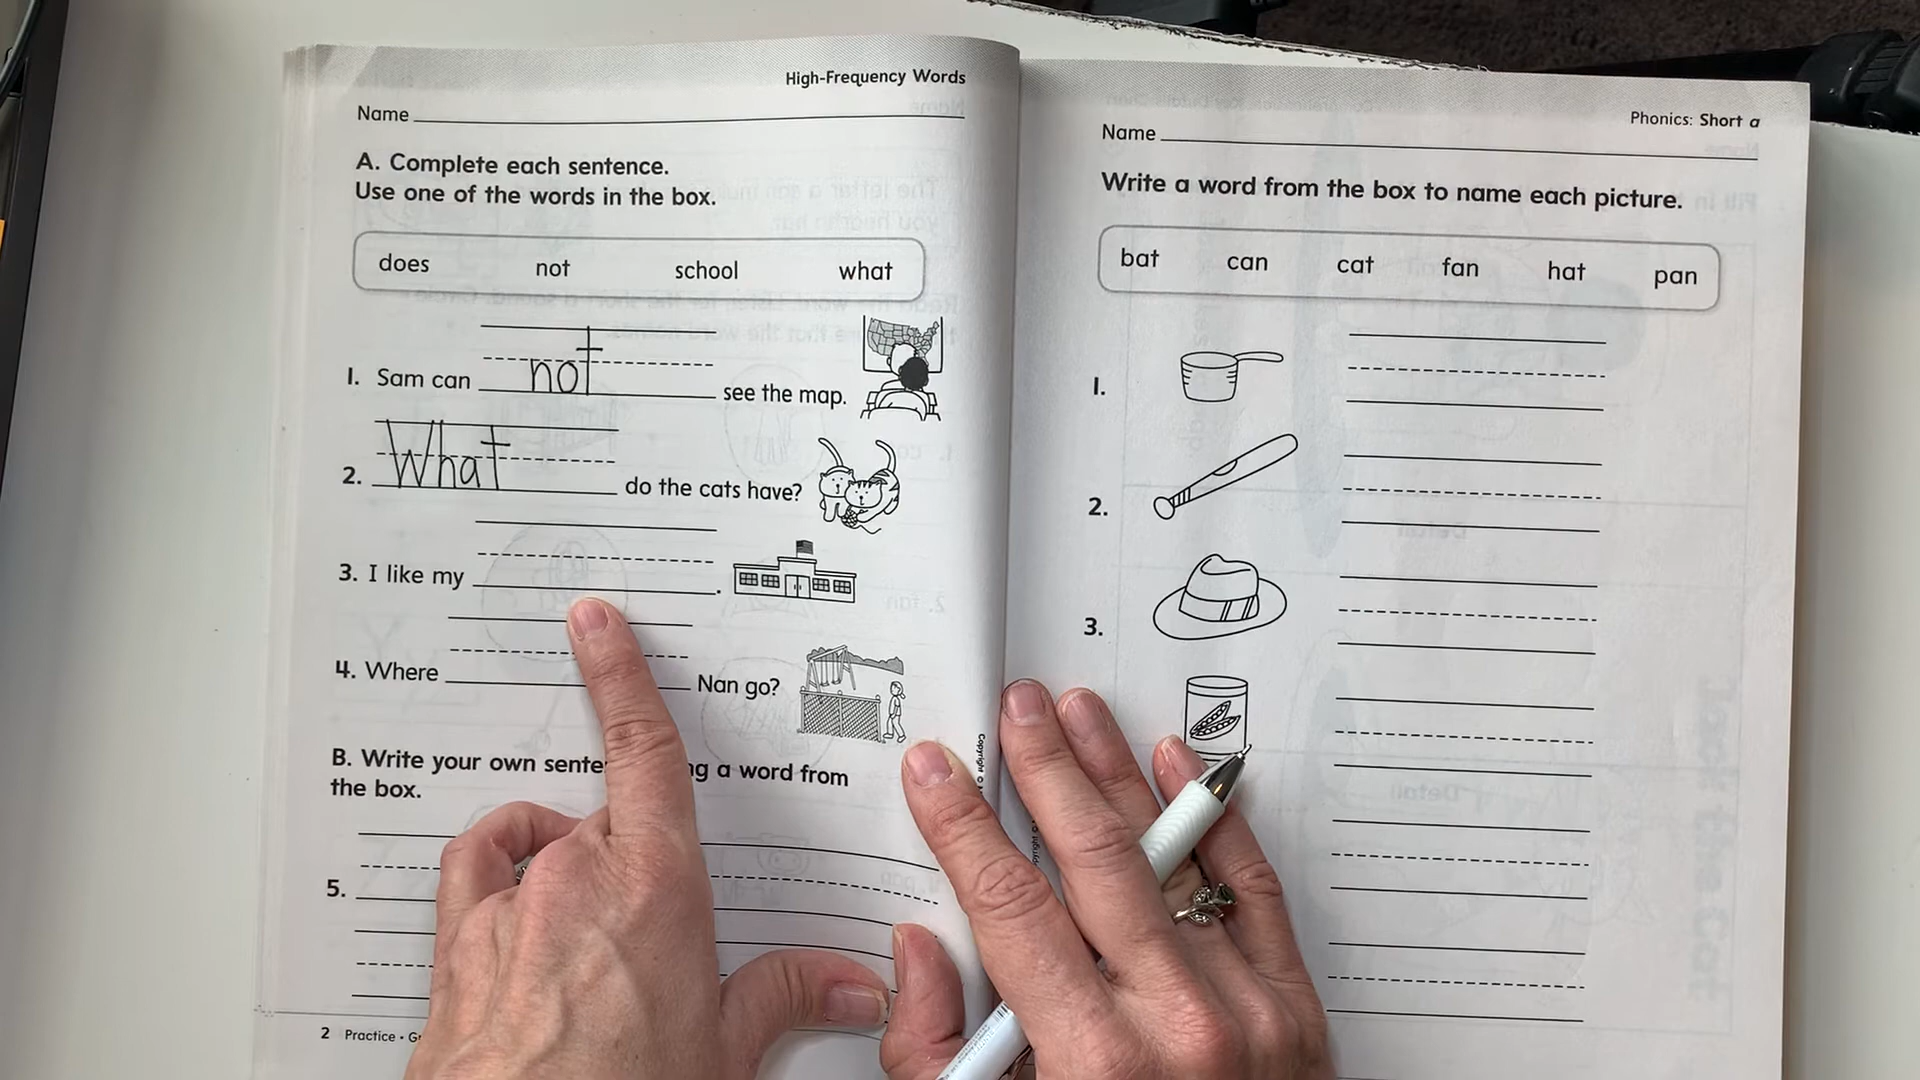 High-Frequency Words
Name
A. Complete each sentence.
Use one of the words in the box.
does not school what
1. Sam can not see the map.
2. What do the cats have?
3. I like my .
4. Where Nan go?
B. Write your own g a word from
the box.
5.
2 Practice •
Phonics: Short a
Name
Write a word from the box to name each picture.
bat can cat fan hat pan
1.
2.
3.
Copyright ©